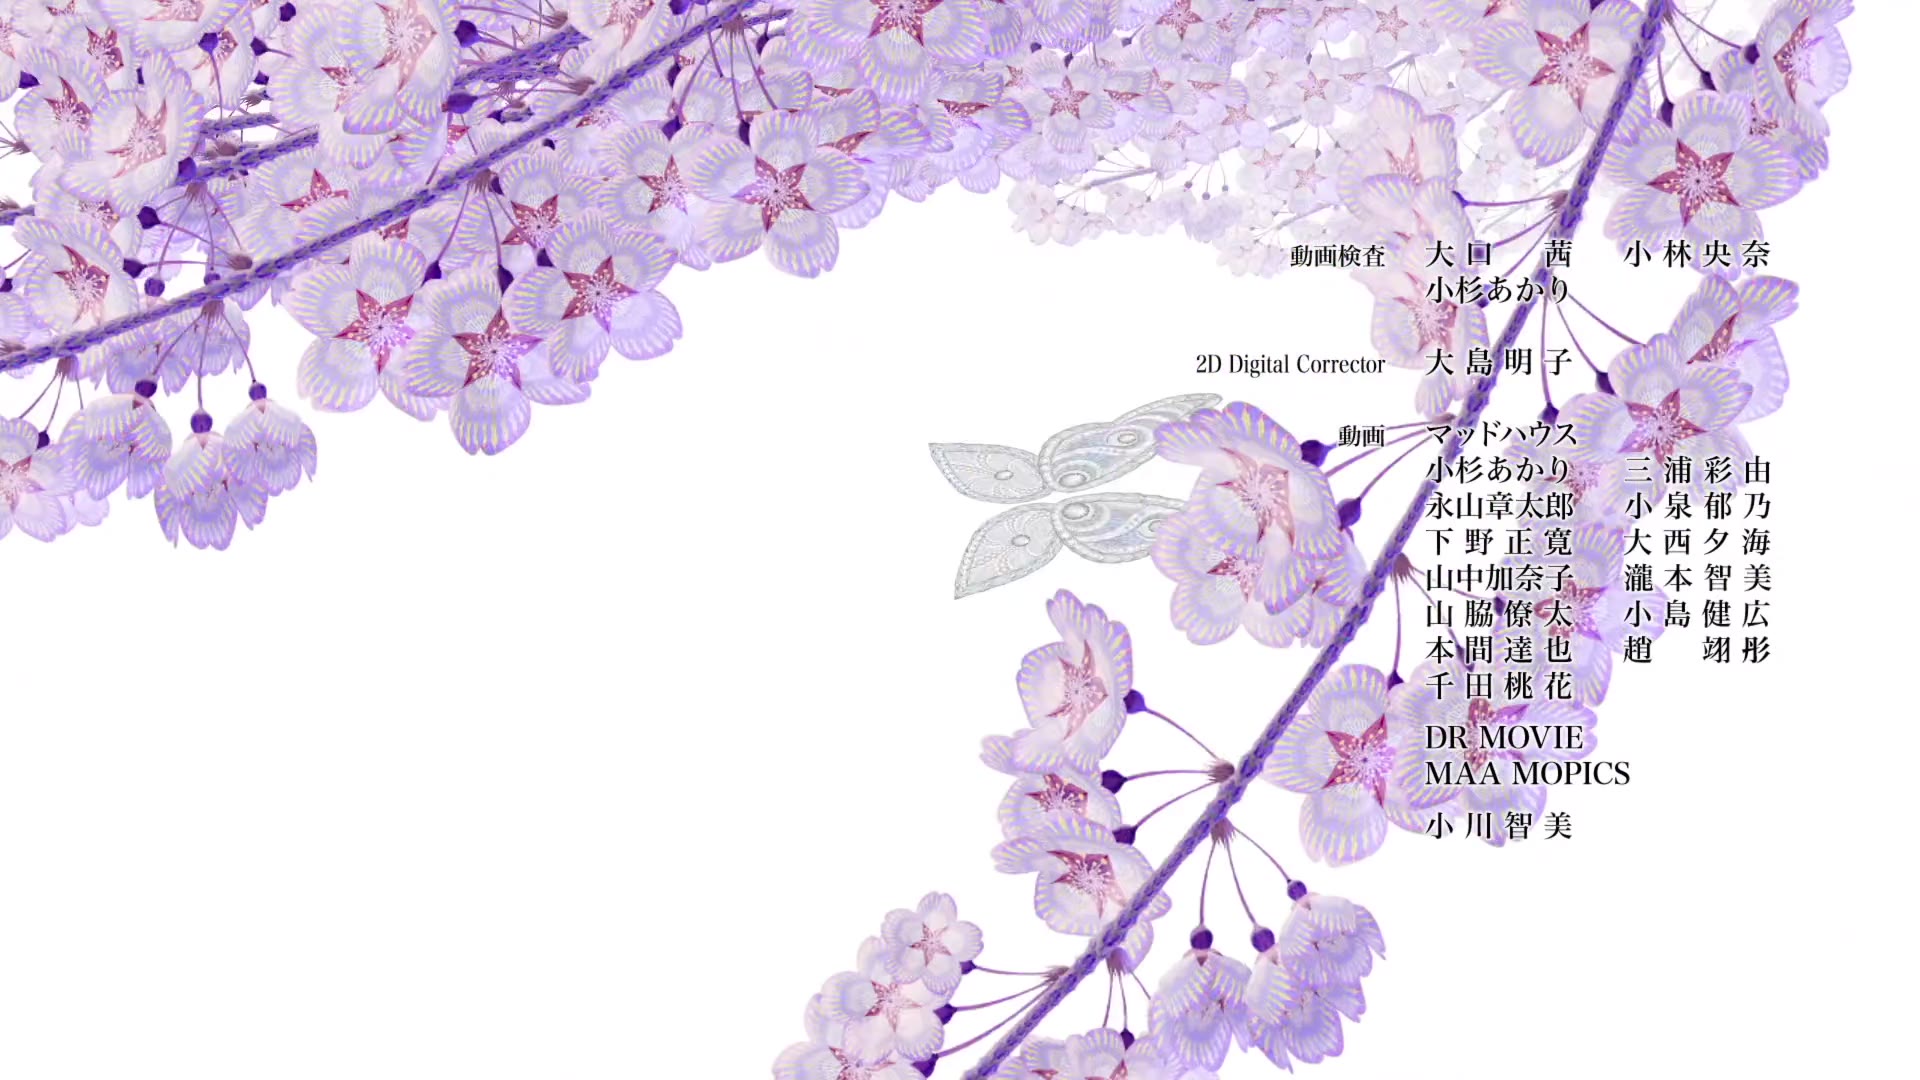 動画検査 大口 茜 小林央奈
小杉あかり
2D Digital Corrector 大島明子
動画 マッドハウス
小杉あかり 三浦彩由
永山章太郎 小泉郁乃
下野正寛 大西夕海
山中加奈子 瀧本智美
山脇僚太 小島健広
本間達也 趙 翊彤
千田桃花
DR MOVIE
MAA MOPICS
小川智美